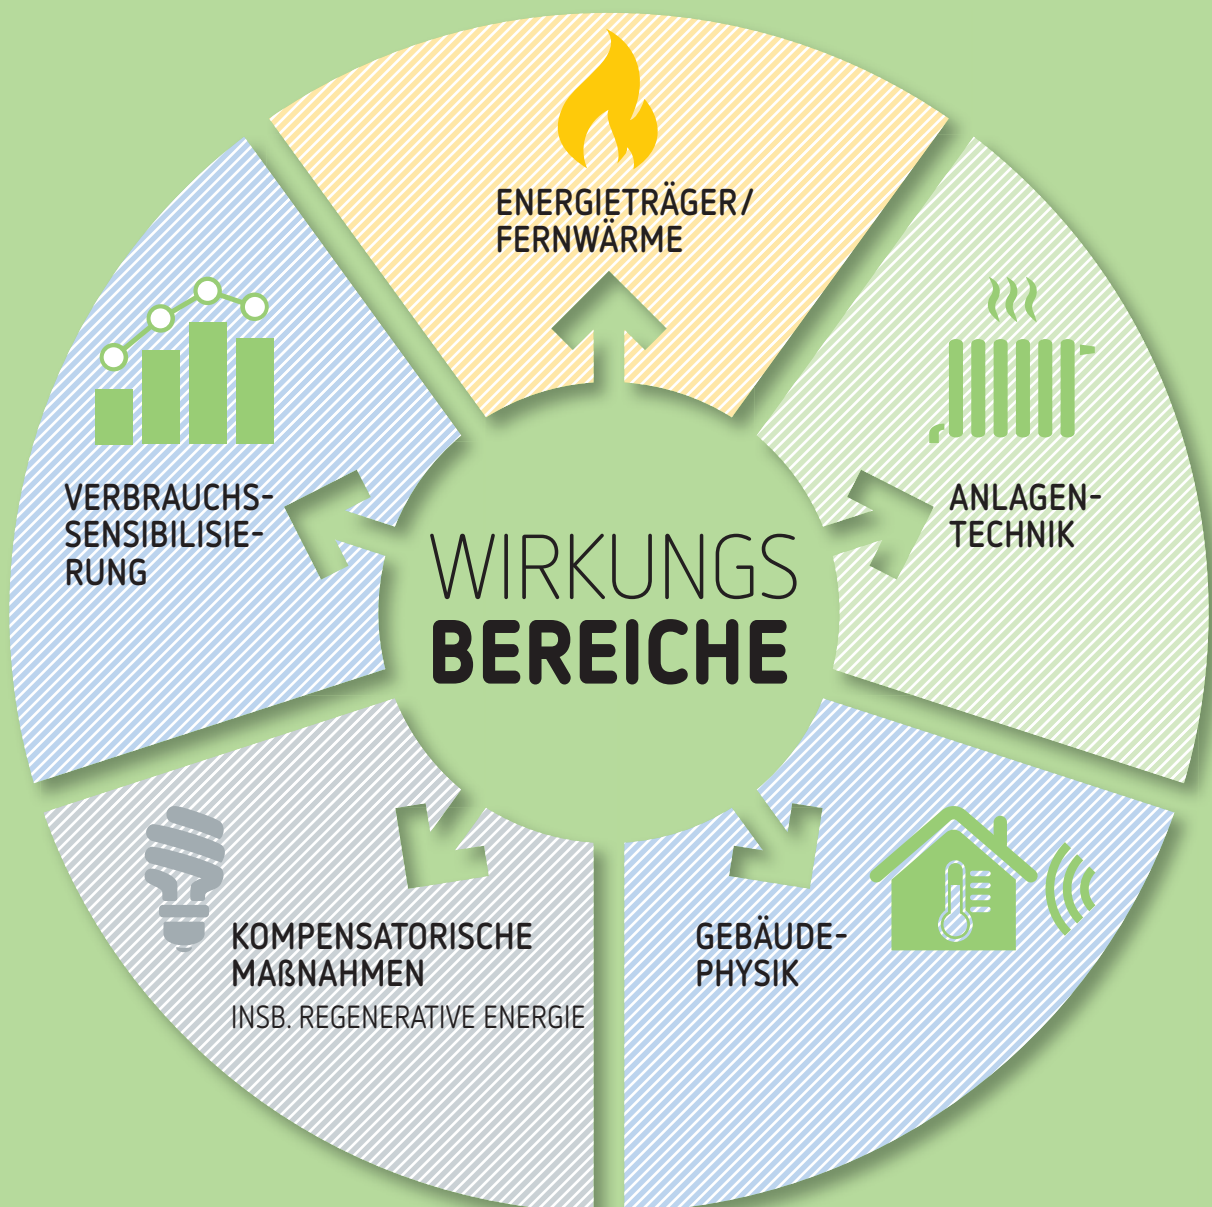 ENERGIETRÄGER/
FERNWÄRME
VERBRAUCHS-
SENSIBILISIE-
RUNG
ANLAGEN-
TECHNIK
WIRKUNGS
BEREICHE
KOMPENSATORISCHE
MAßNAHMEN
INSB. REGENERATIVE ENERGIE
GEBÄUDE-
PHYSIK